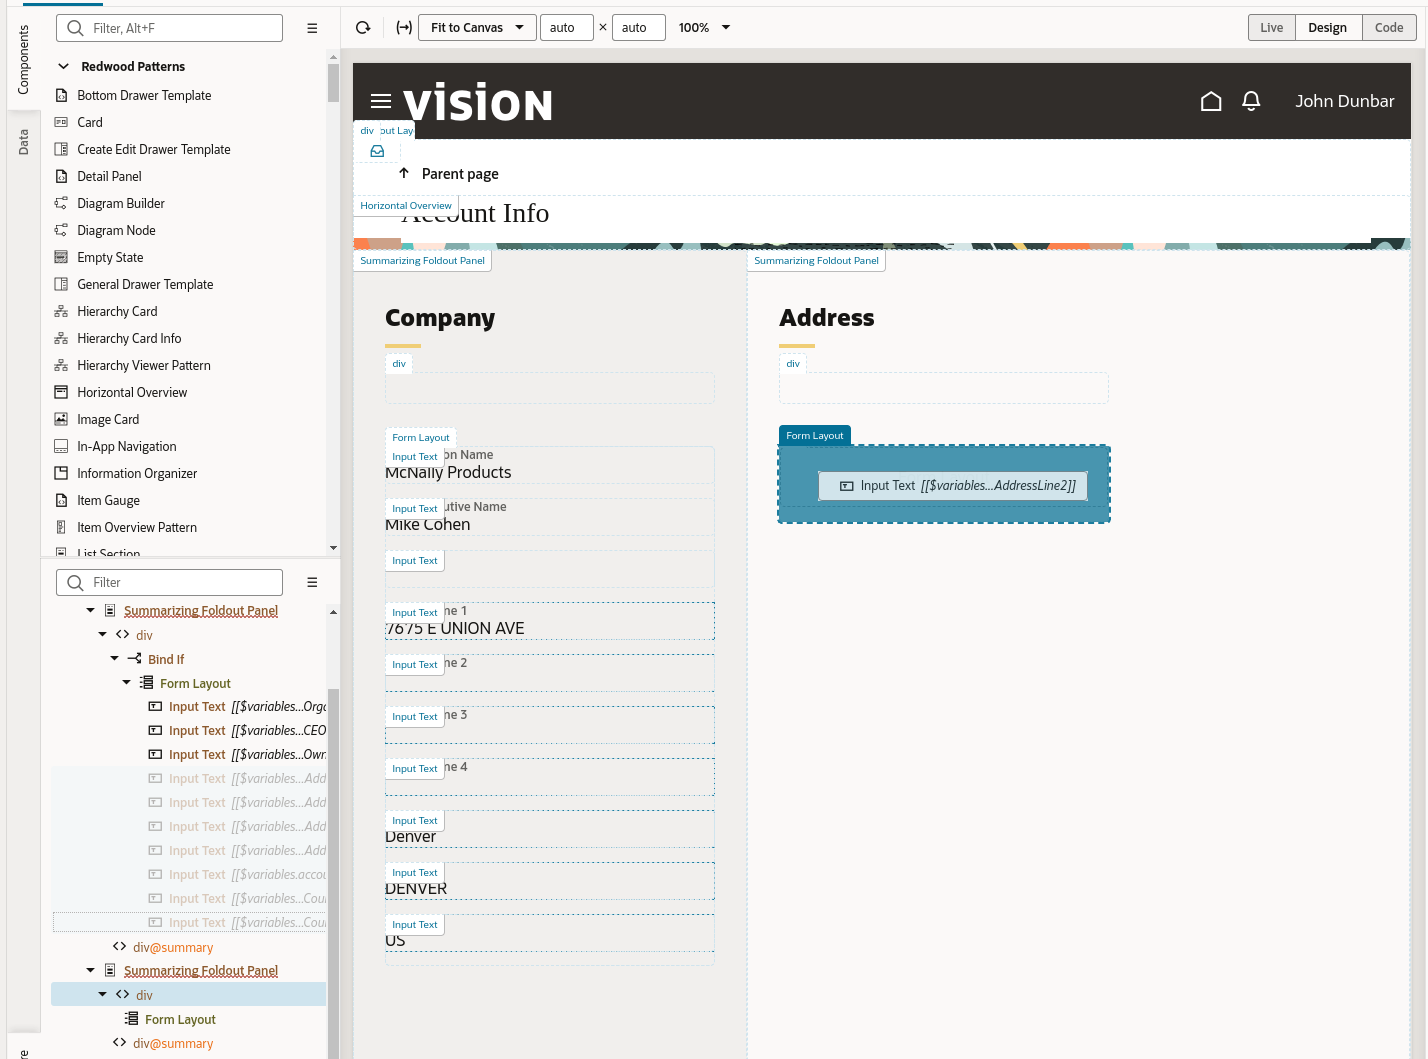 Components
Data
Filter, Alt+F
Redwood Patterns
Bottom Drawer Template
Card
Create Edit Drawer Template
Detail Panel
Diagram Builder
Diagram Node
Empty State
General Drawer Template
Hierarchy Card
Hierarchy Card Info
Hierarchy Viewer Pattern
Horizontal Overview
Image Card
In-App Navigation
Information Organizer
Item Gauge
Item Overview Pattern
List Section
Filter
Summarizing Foldout Panel
div
Bind If
Form Layout
Input Text [[$variables...Orga
Input Text [[$variables...CEO
Input Text [[$variables...Own
Input Text [[$variables...Add
Input Text [[$variables...Add
Input Text [[$variables...Add
Input Text [[$variables...Add
Input Text [[$variables.accou
Input Text [[$variables...Cou
Input Text [[$variables...Cou
div@summary
Summarizing Foldout Panel
div
Form Layout
div@summary
re
Fit to Canvas
auto × auto
100%
Live Design Code
vision
John Dunbar
div out Lay
Parent page
Horizontal Overview
Account Info
Summarizing Foldout Panel
Company
div
Form Layout
Input Text on Name
McNally Products
Input Text utive Name
Mike Cohen
Input Text
Input Text ne 1
7675 E UNION AVE
Input Text ne 2
Input Text ne 3
Input Text ne 4
Input Text
Denver
Input Text
DENVER
Input Text
US
Summarizing Foldout Panel
Address
div
Form Layout
Input Text [[$variables...AddressLine2]]